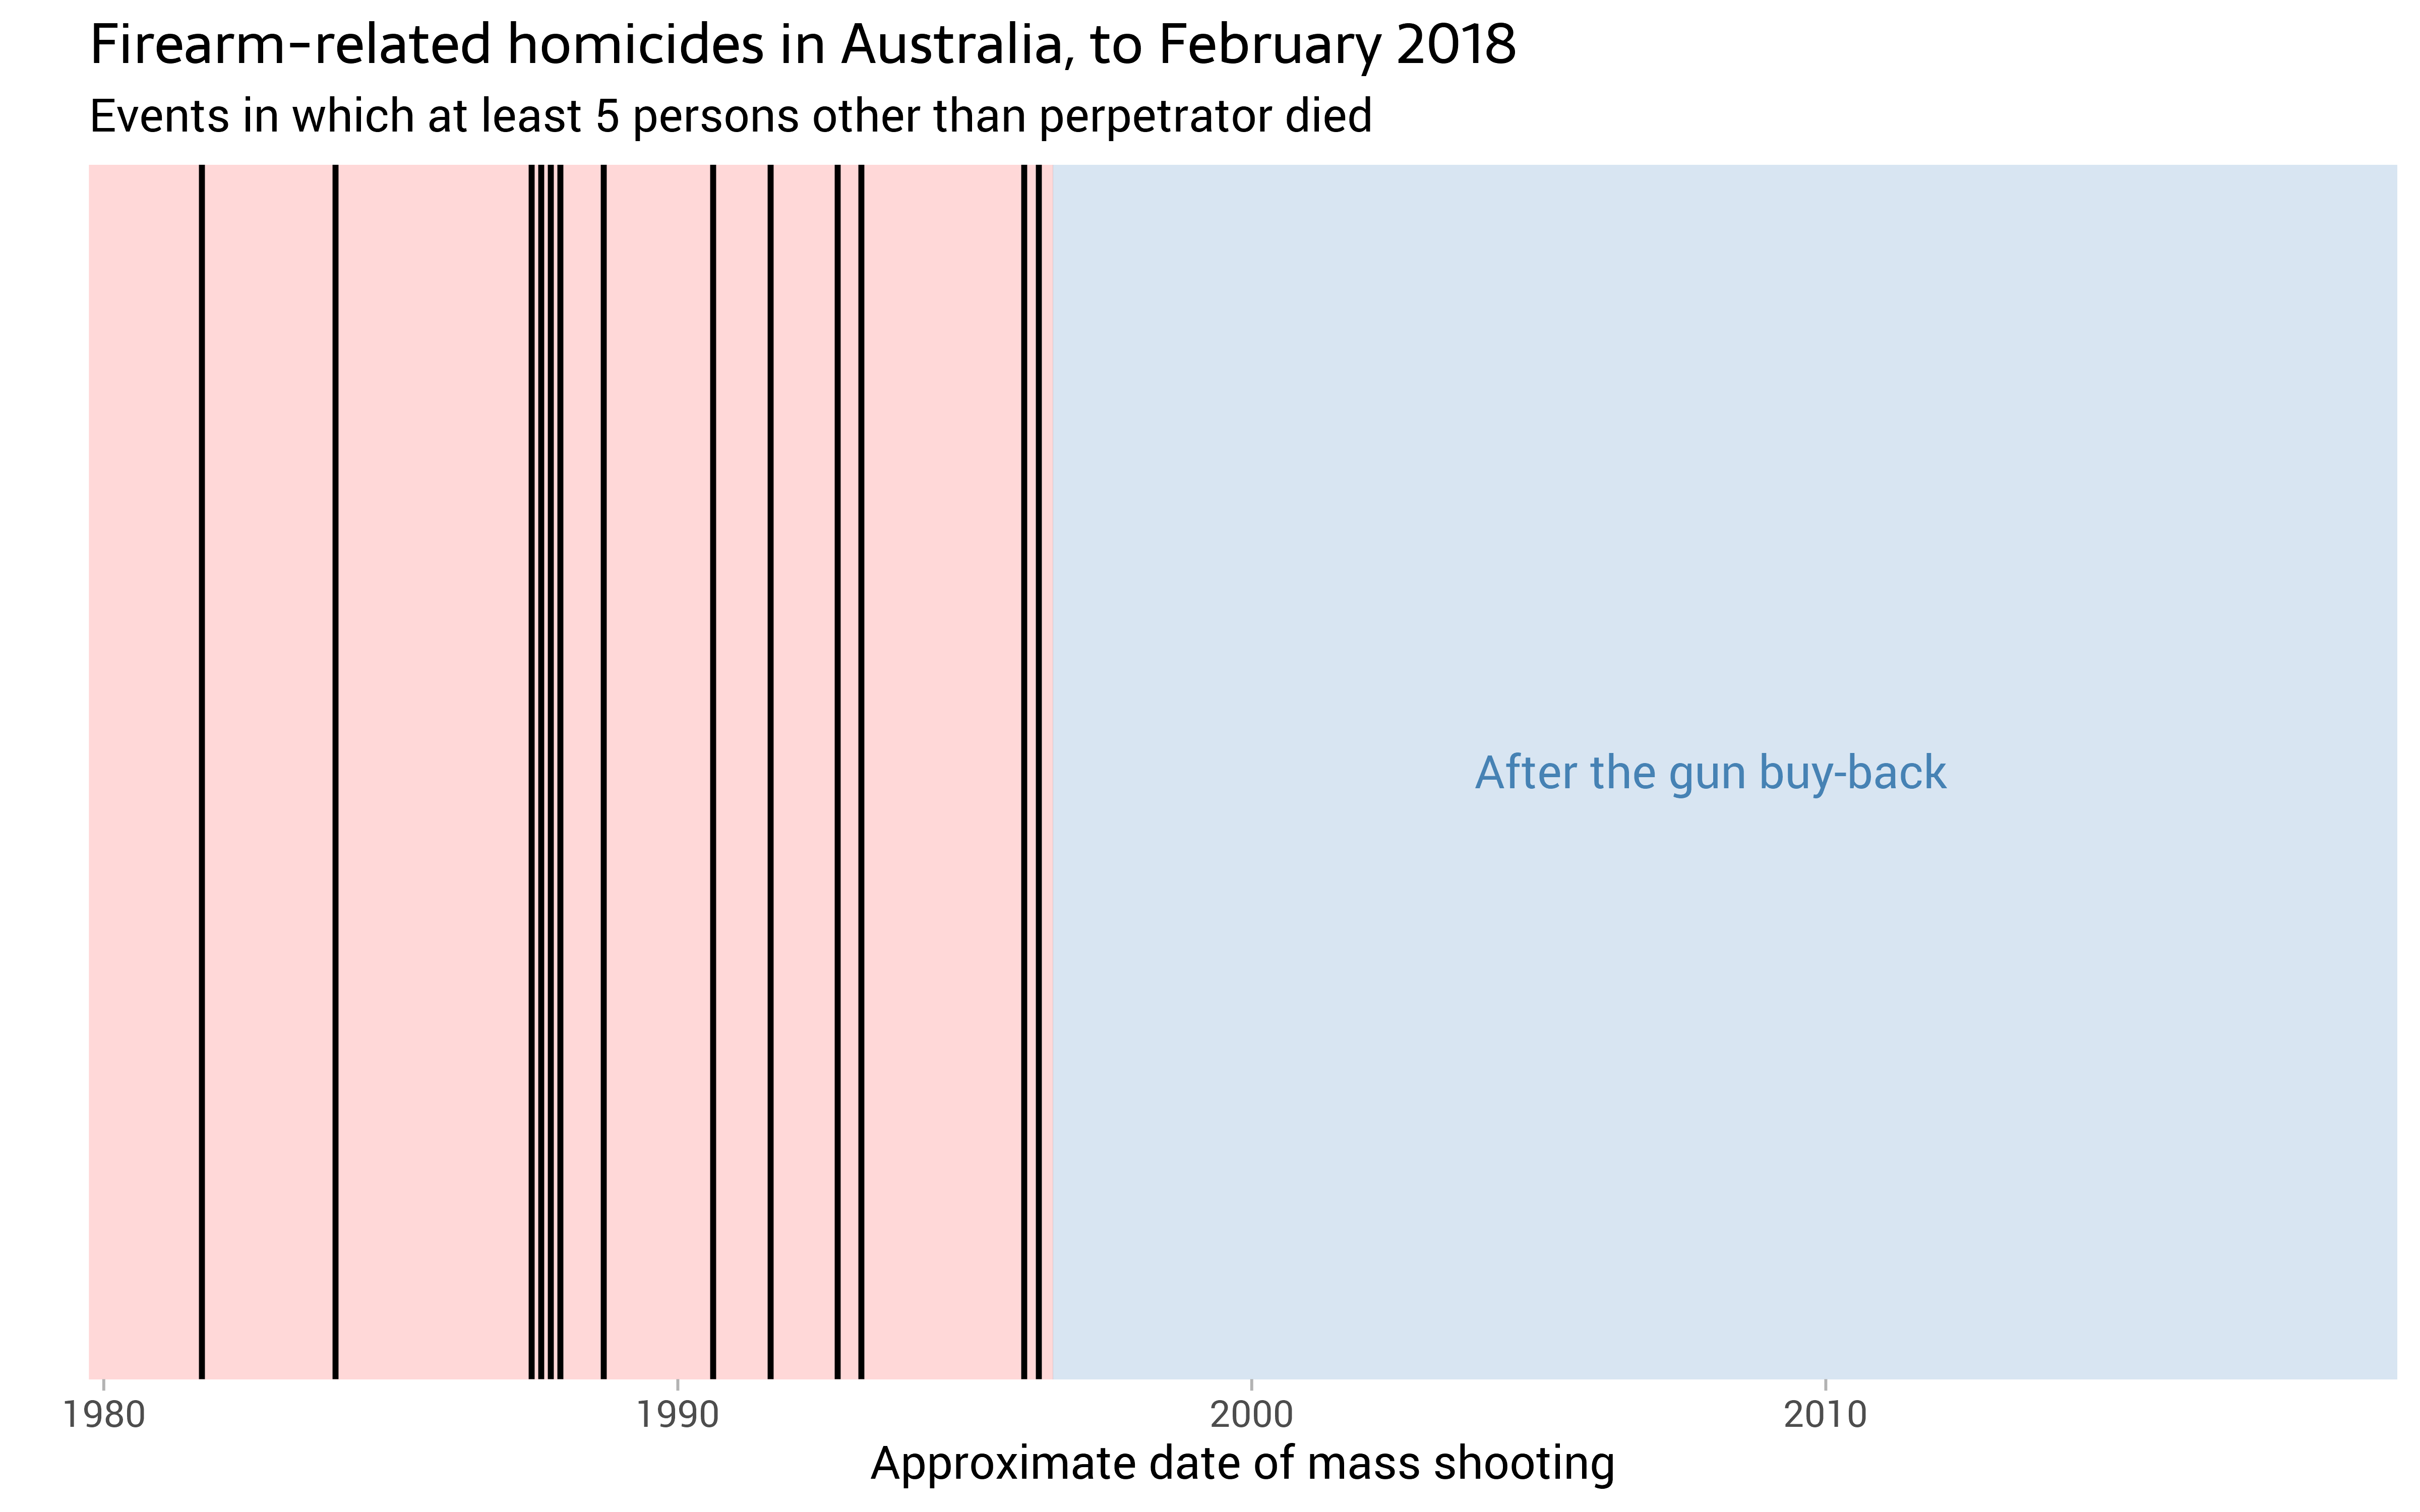 Firearm-related homicides in Australia, to February 2018
Events in which at least 5 persons other than perpetrator died
After the gun buy-back
1980 1990 2000 2010
Approximate date of mass shooting